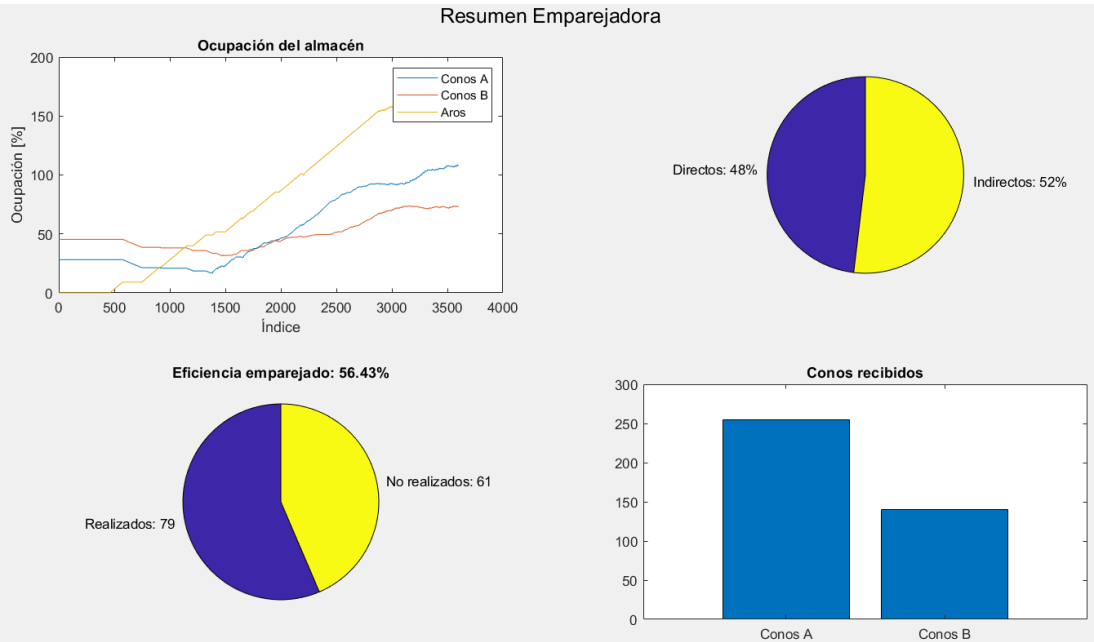 Resumen Emparejadora
Ocupación del almacén
200
150
100
50
0
Ocupación [%]
Conos A
Conos B
Aros
0 500 1000 1500 2000 2500 3000 3500 4000
Índice
Directos: 48%
Indirectos: 52%
Eficiencia emparejado: 56.43%
No realizados: 61
Realizados: 79
Conos recibidos
300
250
200
150
100
50
0
Conos A Conos B